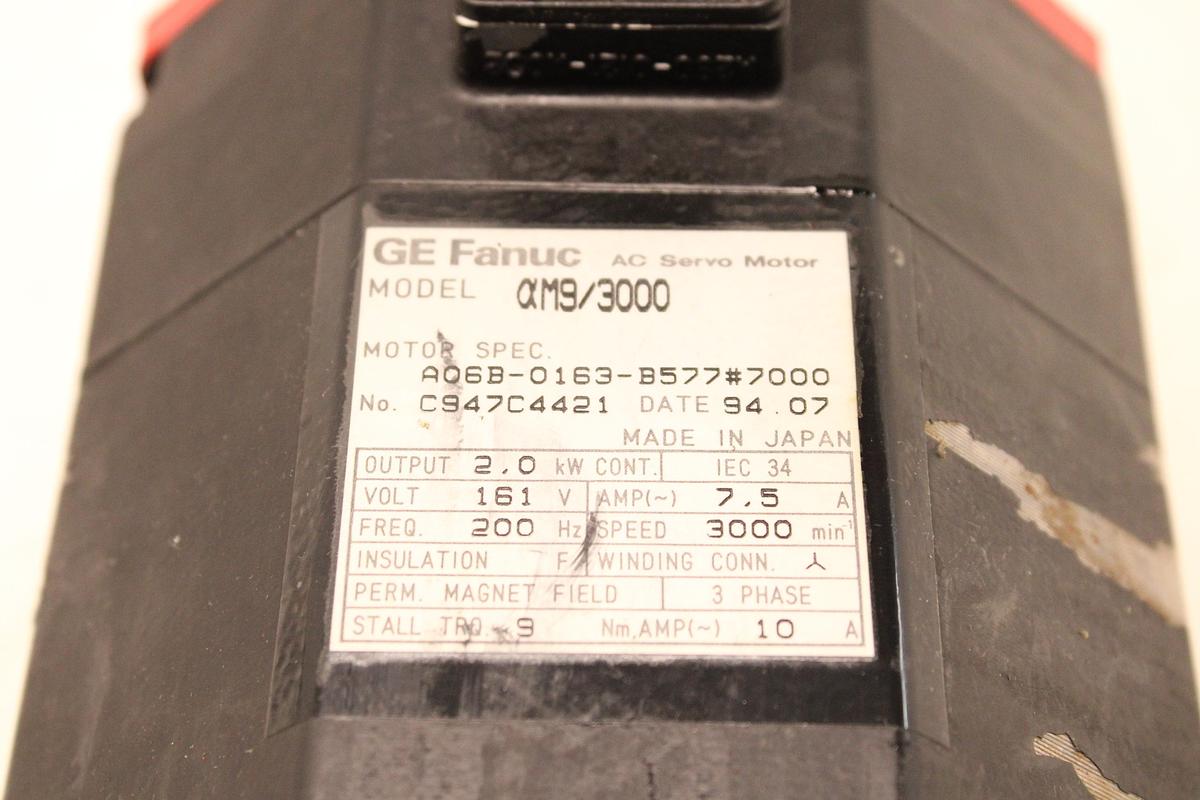 GE Fanuc AC Servo Motor
MODEL αM9/3000
MOTOR SPEC.
A06B-0163-B577#7000
No. C947C4421 DATE 94.07
MADE IN JAPAN
OUTPUT 2.0 kW CONT. IEC 34
VOLT 161 V AMP(~) 7.5 A
FREQ. 200 Hz SPEED 3000 min⁻¹
INSULATION F WINDING CONN.
PERM. MAGNET FIELD 3 PHASE
STALL TRQ. 9 Nm,AMP(~) 10 A